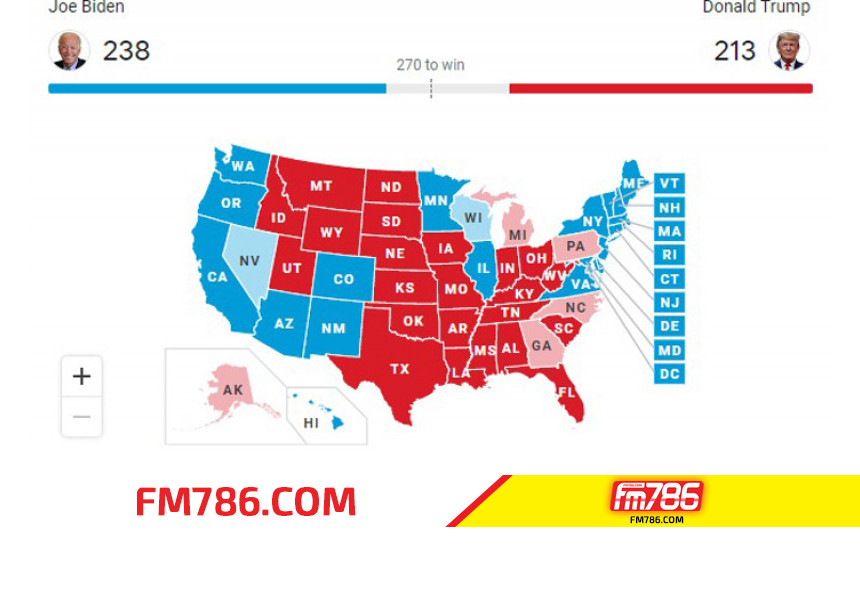 Joe Biden
Donald Trump
238
213
270 to win
WA
MT
ND
MN
ME
VT
OR
ID
SD
WI
MI
NY
NH
WY
IA
MA
NV
NE
PA
RI
UT
CO
IL
IN
OH
WV
VA
CT
CA
KS
MO
KY
NJ
AZ
NM
OK
AR
TN
NC
DE
MS
AL
GA
SC
MD
TX
LA
DC
AK
FL
HI
+
−
FM786.COM
fm786
FM786.COM